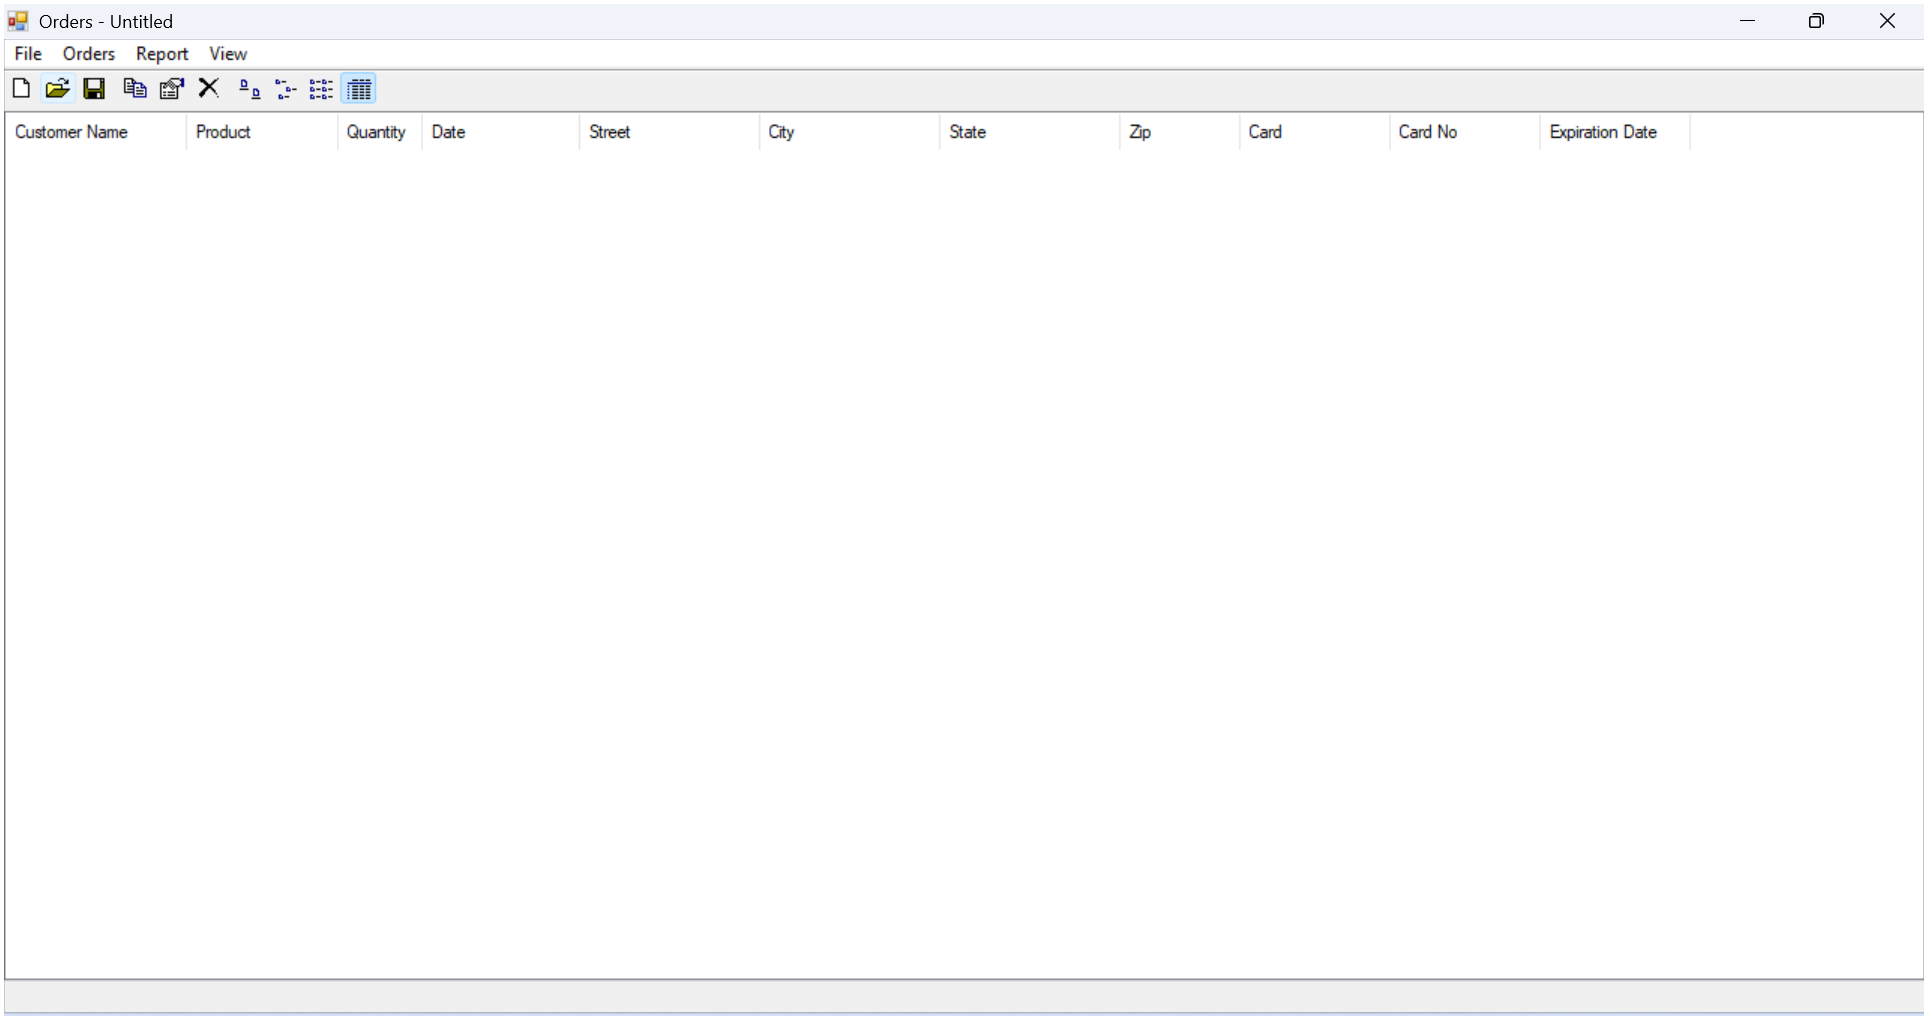 Orders - Untitled
File Orders Report View
Customer Name Product Quantity Date Street City State Zip Card Card No Expiration Date